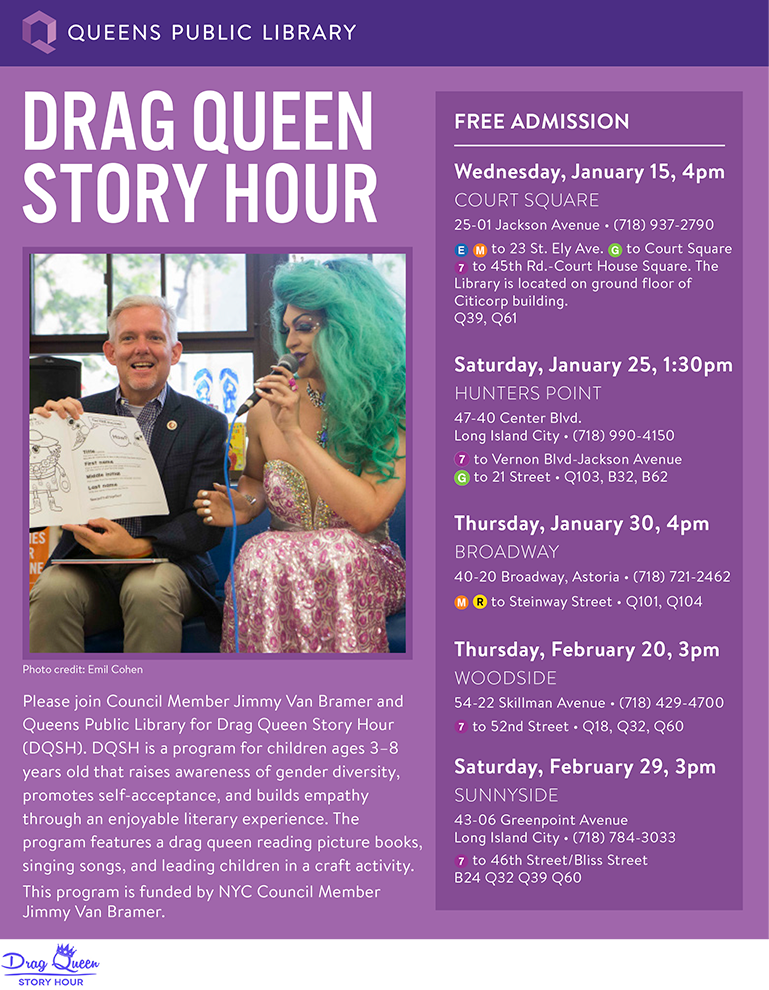 QUEENS PUBLIC LIBRARY
DRAG QUEEN
STORY HOUR
Title
First name
Middle initial
Last name
Photo credit: Emil Cohen
Please join Council Member Jimmy Van Bramer and
Queens Public Library for Drag Queen Story Hour
(DQSH). DQSH is a program for children ages 3–8
years old that raises awareness of gender diversity,
promotes self-acceptance, and builds empathy
through an enjoyable literary experience. The
program features a drag queen reading picture books,
singing songs, and leading children in a craft activity.
This program is funded by NYC Council Member
Jimmy Van Bramer.
FREE ADMISSION
Wednesday, January 15, 4pm
COURT SQUARE
25-01 Jackson Avenue • (718) 937-2790
E M to 23 St. Ely Ave. G to Court Square
7 to 45th Rd.-Court House Square. The
Library is located on ground floor of
Citicorp building.
Q39, Q61
Saturday, January 25, 1:30pm
HUNTERS POINT
47-40 Center Blvd.
Long Island City • (718) 990-4150
7 to Vernon Blvd-Jackson Avenue
G to 21 Street • Q103, B32, B62
Thursday, January 30, 4pm
BROADWAY
40-20 Broadway, Astoria • (718) 721-2462
M R to Steinway Street • Q101, Q104
Thursday, February 20, 3pm
WOODSIDE
54-22 Skillman Avenue • (718) 429-4700
7 to 52nd Street • Q18, Q32, Q60
Saturday, February 29, 3pm
SUNNYSIDE
43-06 Greenpoint Avenue
Long Island City • (718) 784-3033
7 to 46th Street/Bliss Street
B24 Q32 Q39 Q60
Drag Queen
STORY HOUR